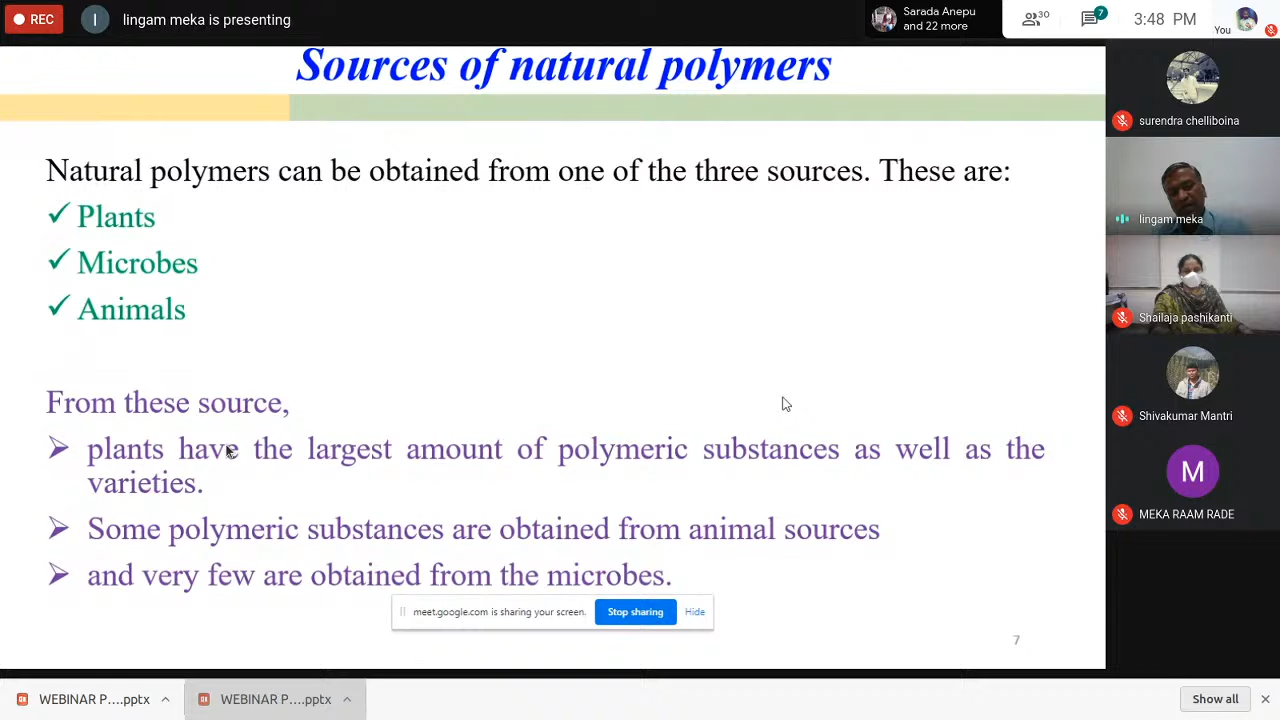 REC
I
lingam meka is presenting
Sarada Anepu
and 22 more
30
7
3:48 PM
You
Sources of natural polymers
Natural polymers can be obtained from one of the three sources. These are:
✓ Plants
✓ Microbes
✓ Animals
From these source,
➢ plants have the largest amount of polymeric substances as well as the
varieties.
➢ Some polymeric substances are obtained from animal sources
➢ and very few are obtained from the microbes.
meet.google.com is sharing your screen.
Stop sharing
Hide
7
surendra chelliboina
lingam meka
Shailaja pashikanti
Shivakumar Mantri
M
MEKA RAAM RADE
WEBINAR P....pptx
WEBINAR P....pptx
Show all